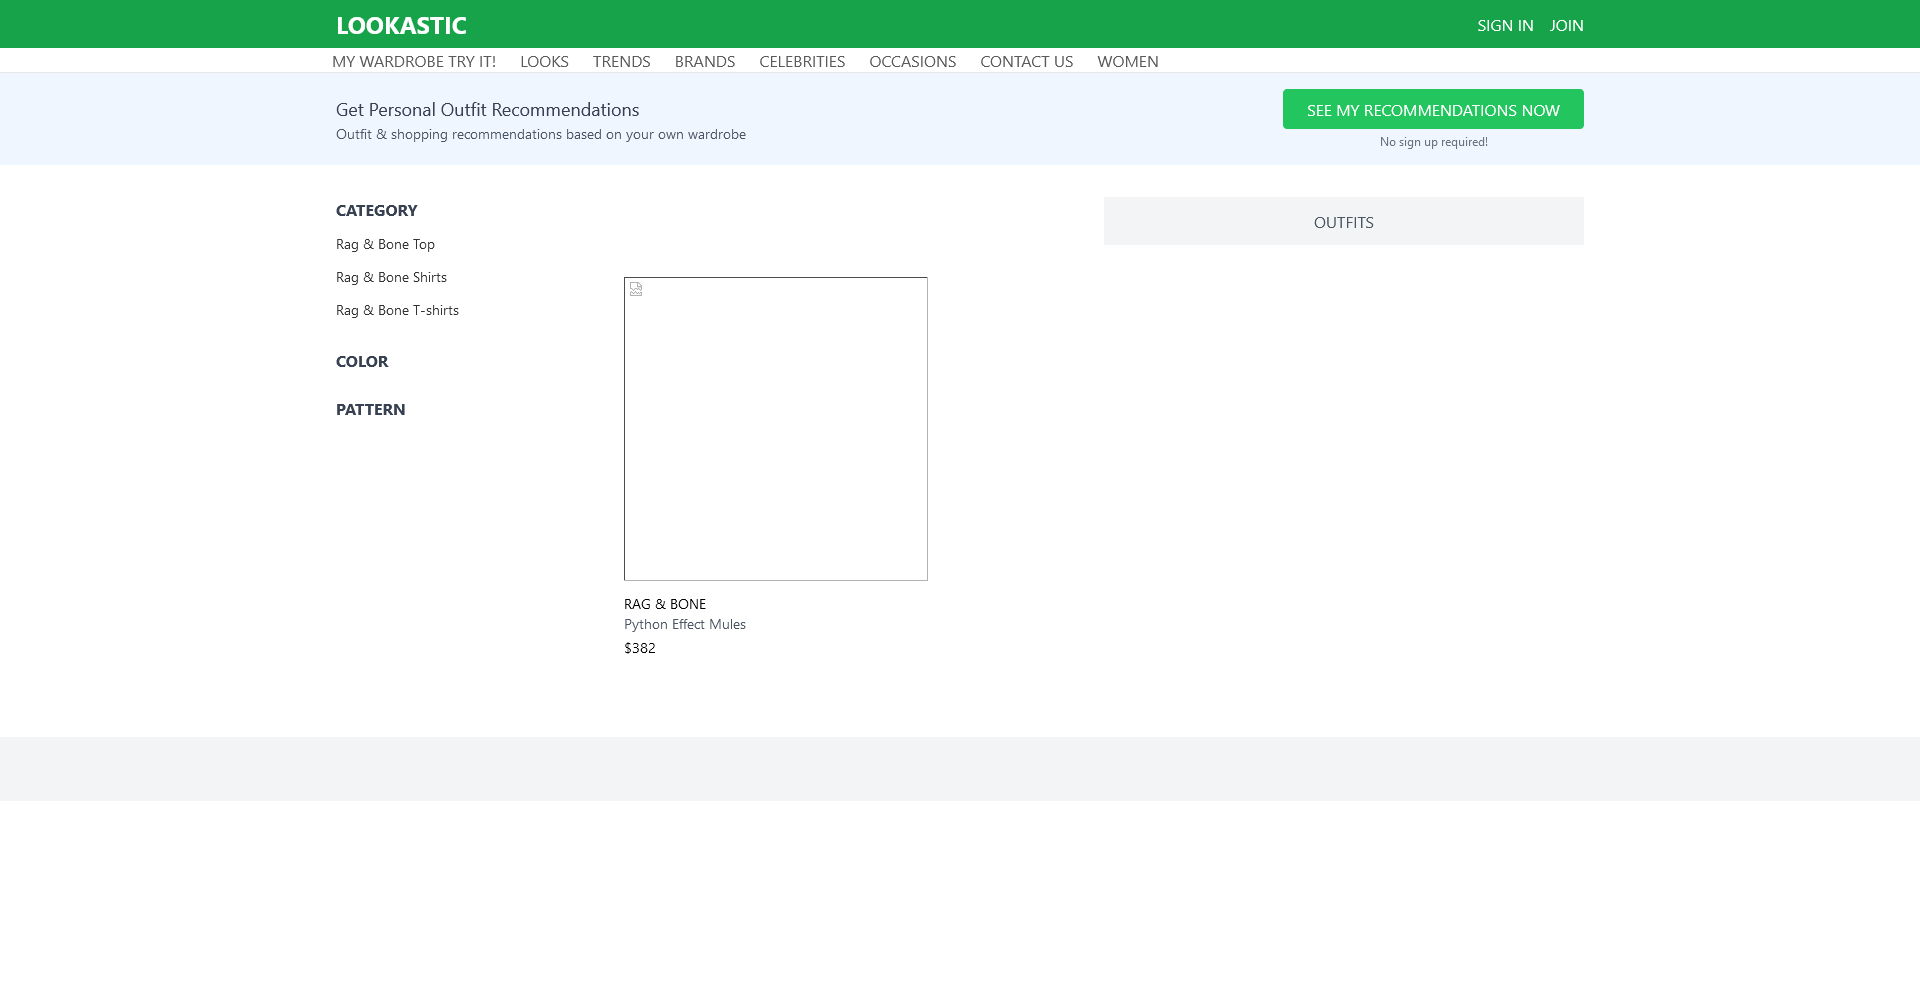 LOOKASTIC
SIGN IN JOIN
MY WARDROBE TRY IT! LOOKS TRENDS BRANDS CELEBRITIES OCCASIONS CONTACT US WOMEN
Get Personal Outfit Recommendations
Outfit & shopping recommendations based on your own wardrobe
SEE MY RECOMMENDATIONS NOW
No sign up required!
CATEGORY
Rag & Bone Top
Rag & Bone Shirts
Rag & Bone T-shirts
COLOR
PATTERN
RAG & BONE
Python Effect Mules
$382
OUTFITS